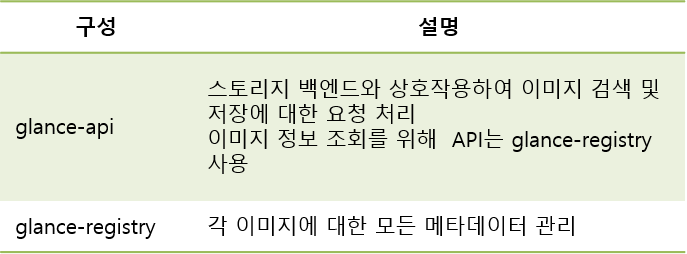 구성 설명
glance-api
스토리지 백엔드와 상호작용하여 이미지 검색 및
저장에 대한 요청 처리
이미지 정보 조회를 위해 API는 glance-registry
사용
glance-registry 각 이미지에 대한 모든 메타데이터 관리